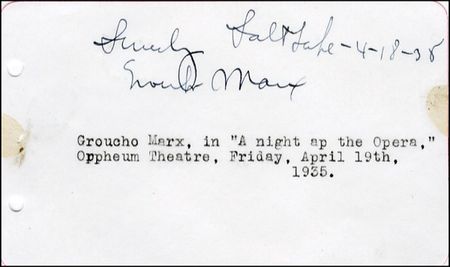 Sincerely Salt Lake - 4-18-35
Groucho Marx
Groucho Marx, in "A night ap the Opera,"
Orpheum Theatre, Friday, April 19th,
1935.